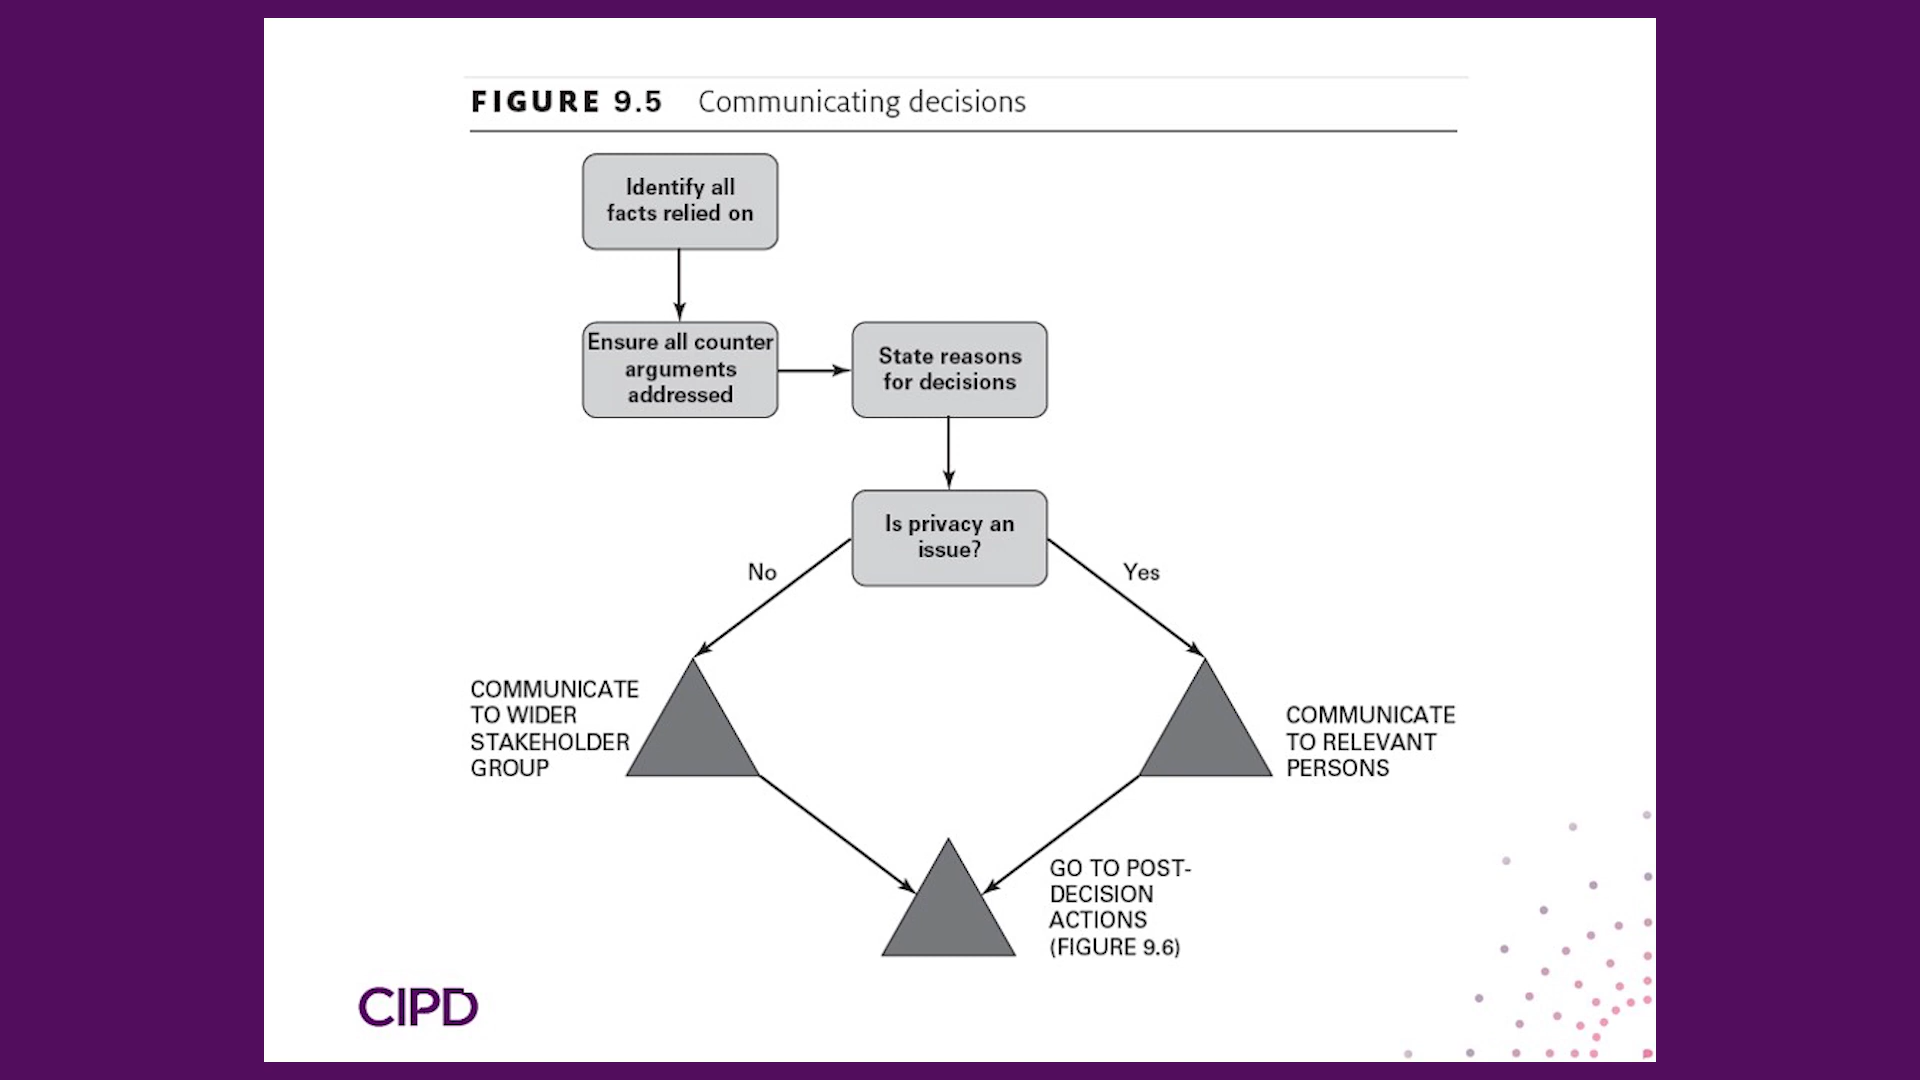 FIGURE 9.5 Communicating decisions
Identify all
facts relied on
Ensure all counter
arguments
addressed
State reasons
for decisions
Is privacy an
issue?
No
Yes
COMMUNICATE
TO WIDER
STAKEHOLDER
GROUP
COMMUNICATE
TO RELEVANT
PERSONS
GO TO POST-
DECISION
ACTIONS
(FIGURE 9.6)
CIPD